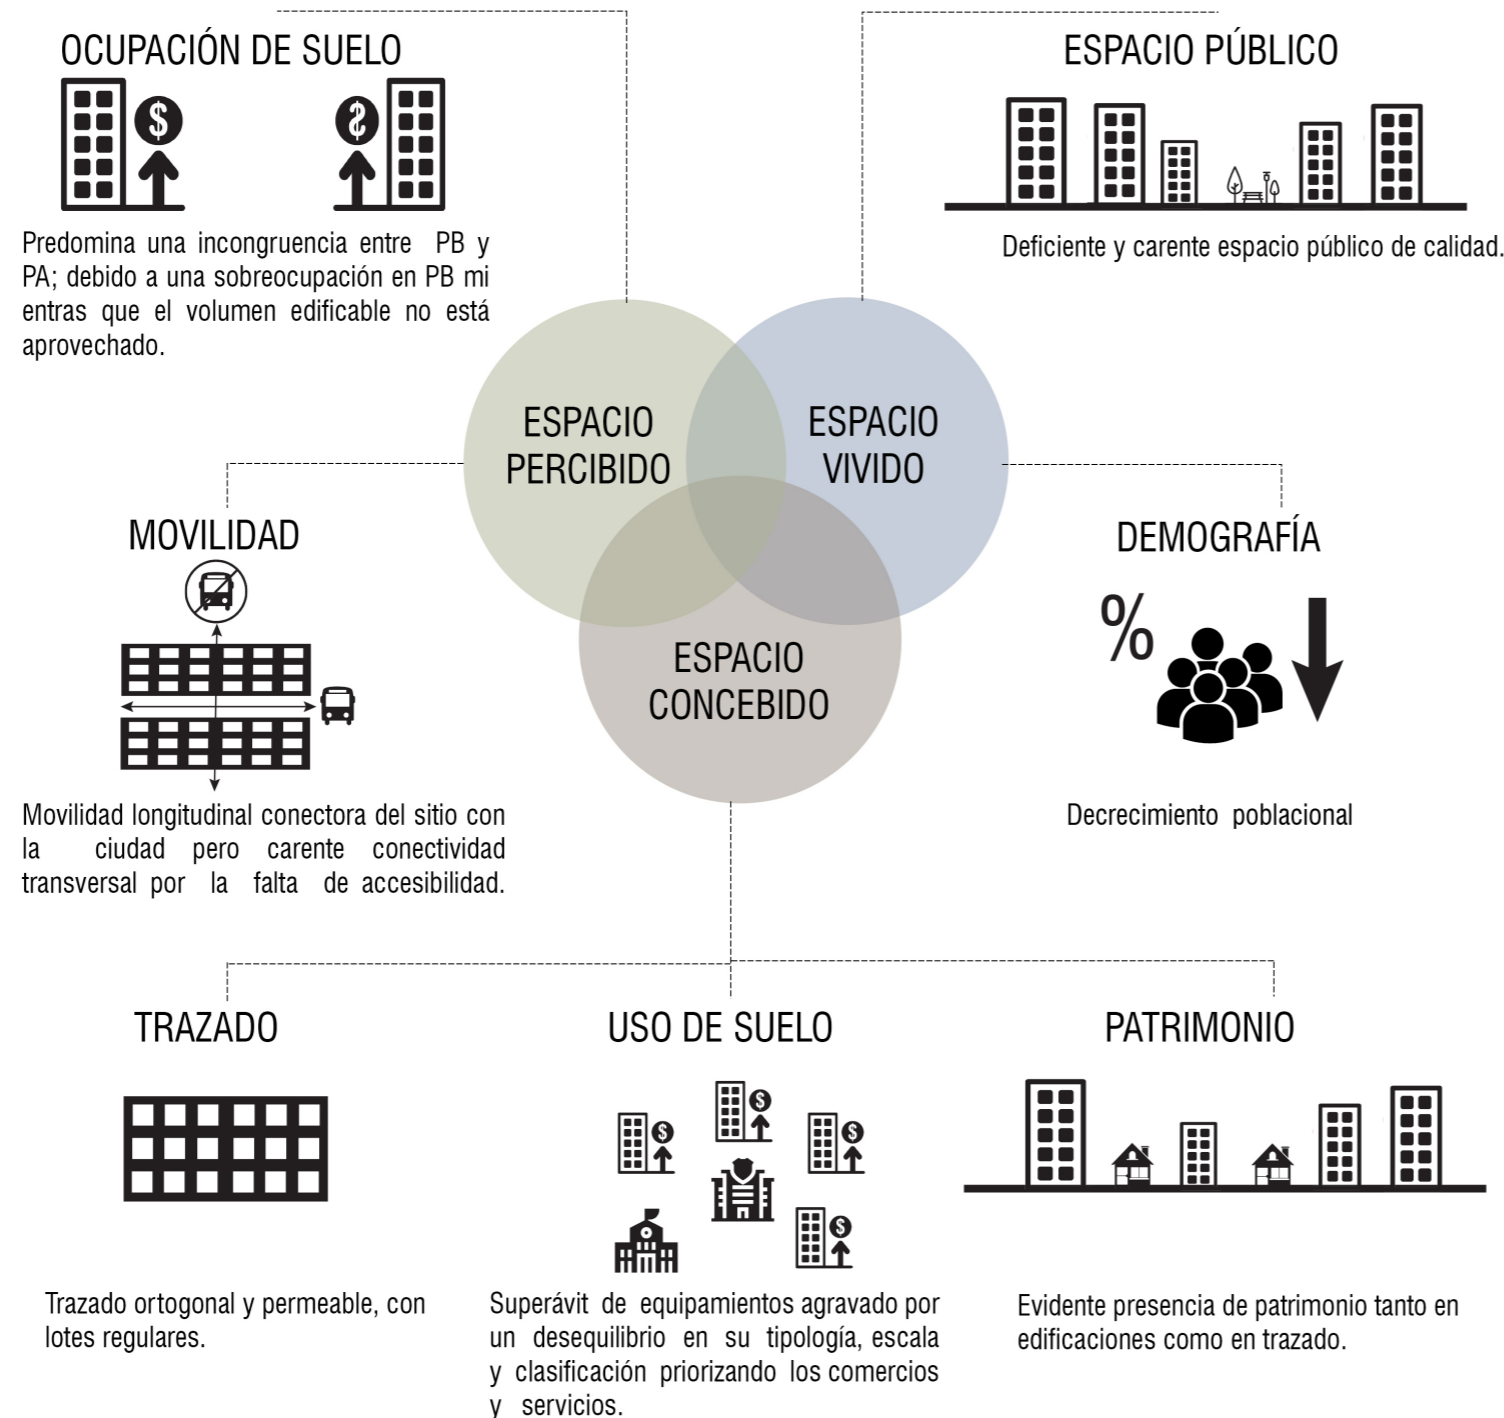 OCUPACIÓN DE SUELO
$
$
Predomina una incongruencia entre PB y
PA; debido a una sobreocupación en PB mi
entras que el volumen edificable no está
aprovechado.
ESPACIO PÚBLICO
Deficiente y carente espacio público de calidad.
ESPACIO
PERCIBIDO
ESPACIO
VIVIDO
ESPACIO
CONCEBIDO
MOVILIDAD
Movilidad longitudinal conectora del sitio con
la ciudad pero carente conectividad
transversal por la falta de accesibilidad.
DEMOGRAFÍA
%
Decrecimiento poblacional
TRAZADO
Trazado ortogonal y permeable, con
lotes regulares.
USO DE SUELO
$
$
$
$
Superávit de equipamientos agravado por
un desequilibrio en su tipología, escala
y clasificación priorizando los comercios
y servicios.
PATRIMONIO
Evidente presencia de patrimonio tanto en
edificaciones como en trazado.